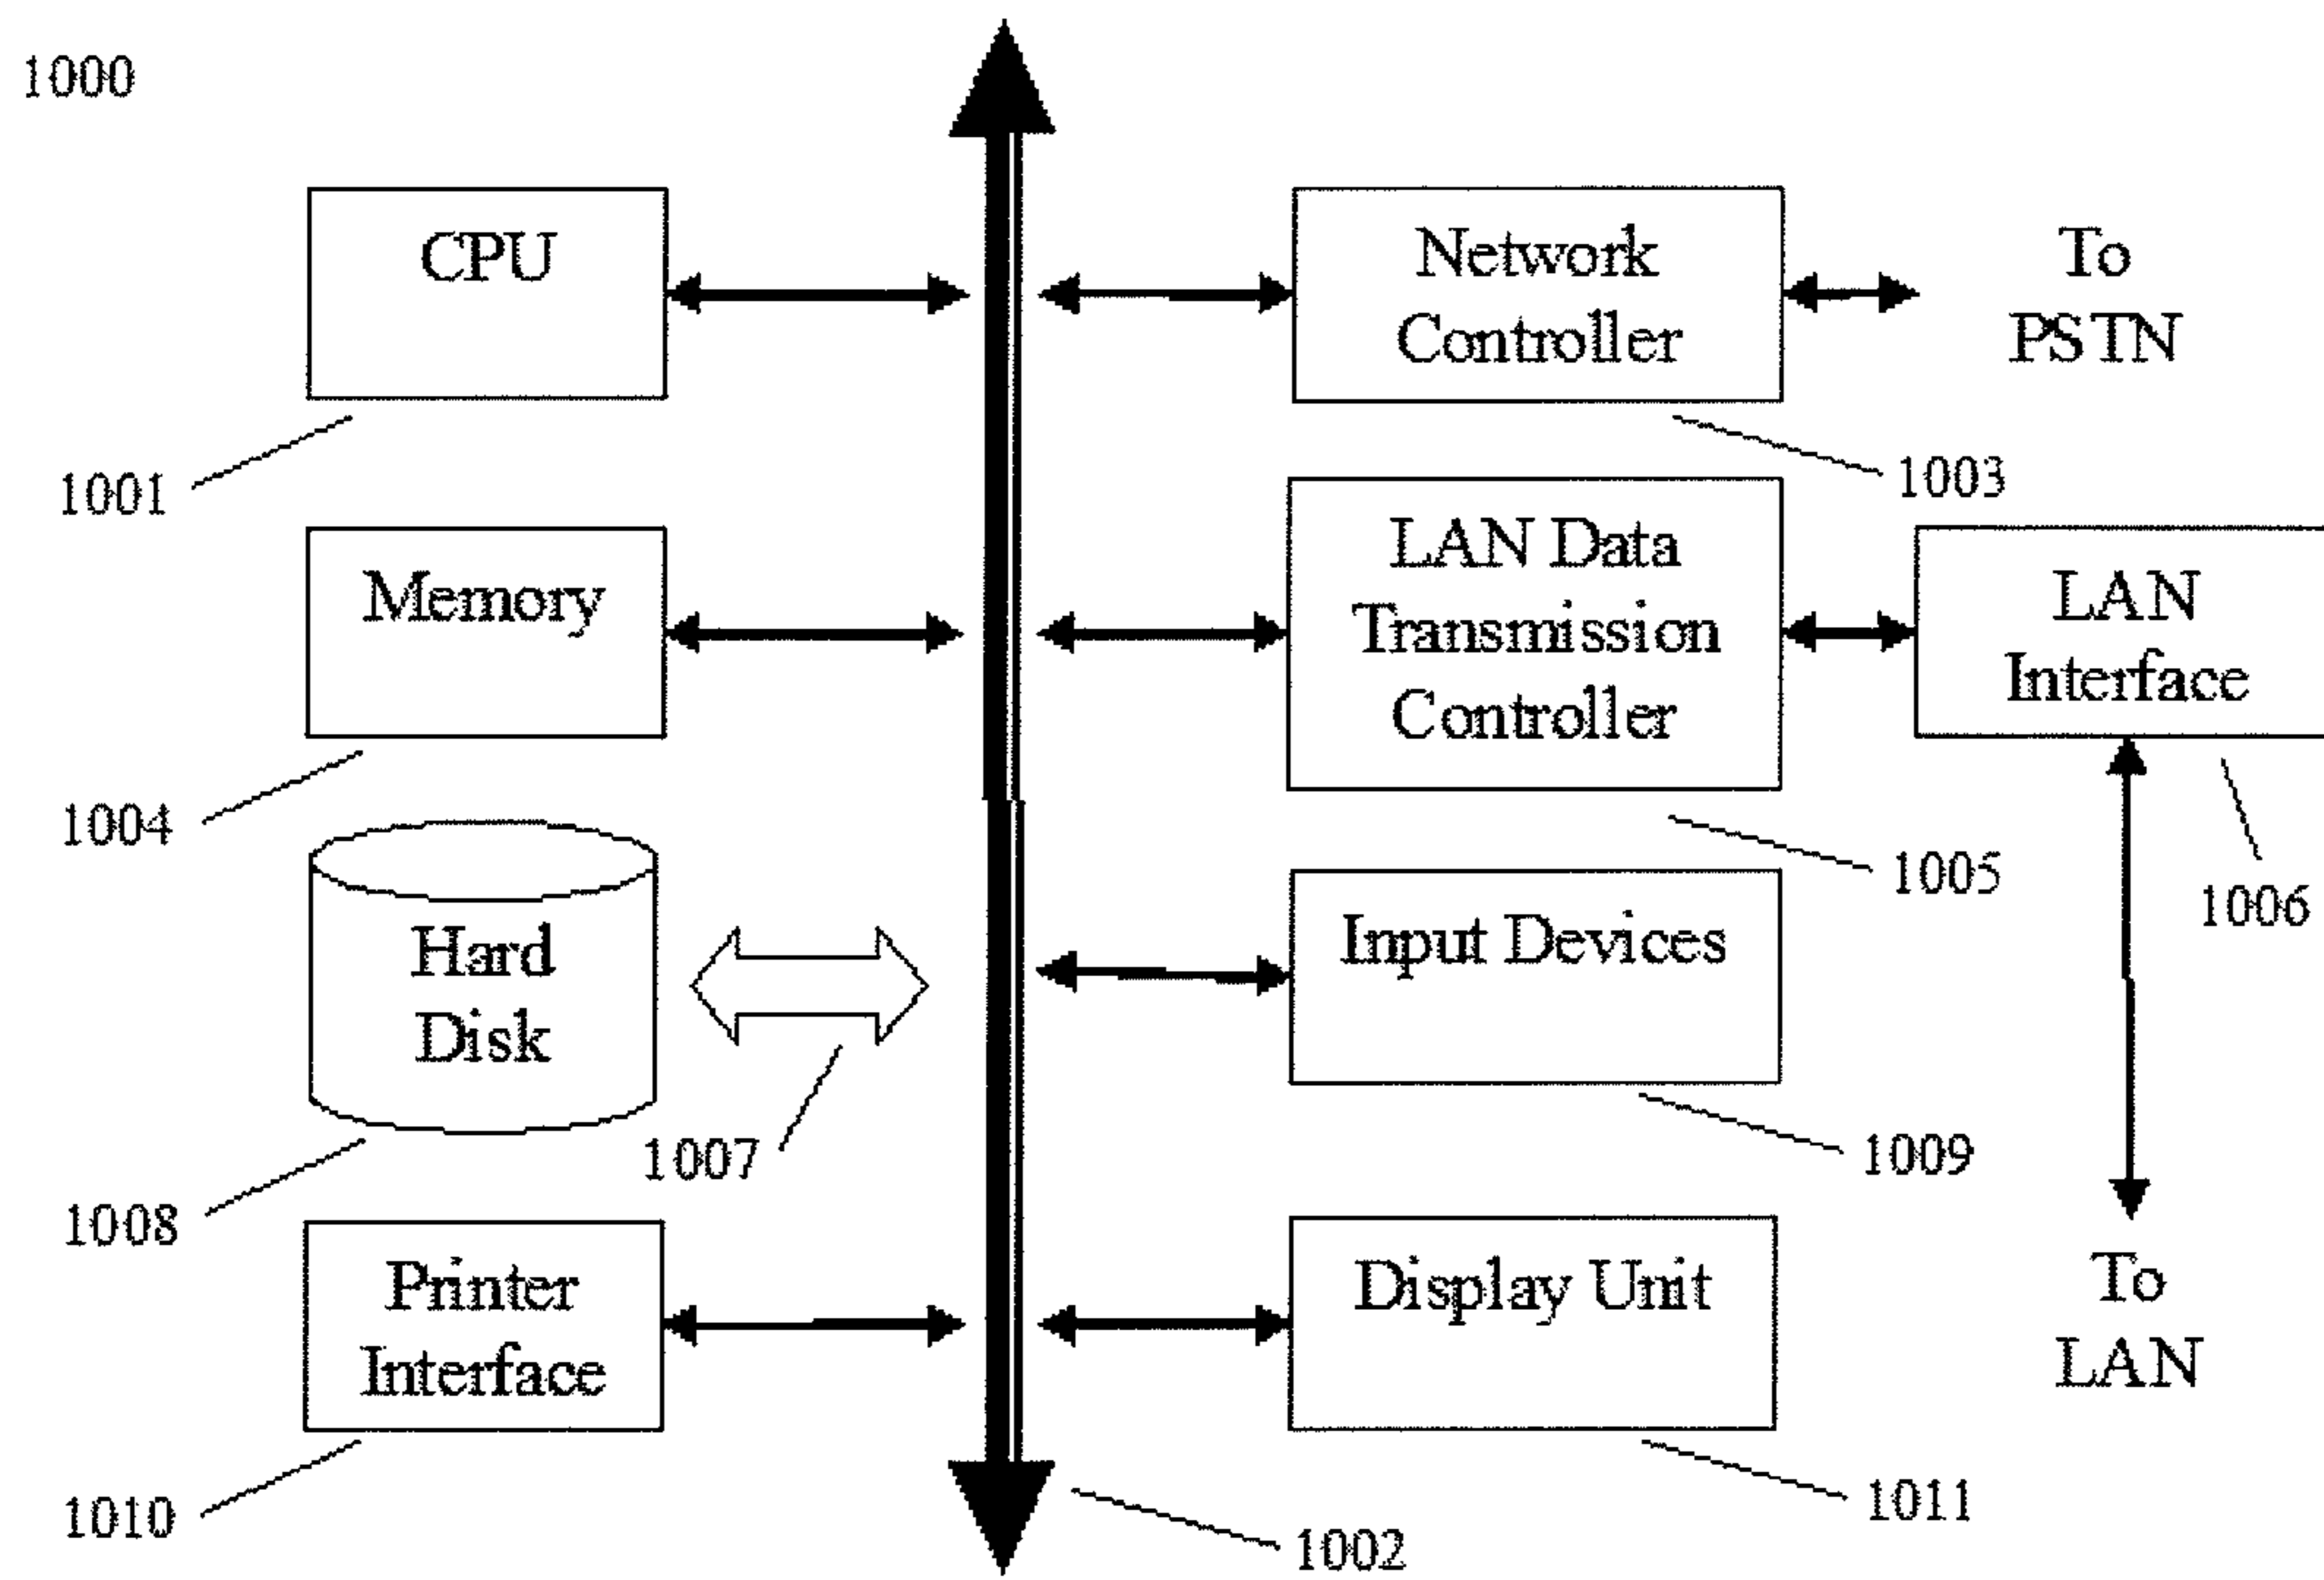 1000
CPU
Network
Controller
To
PSTN
1001
1003
Memory
LAN Data
Transmission
Controller
LAN
Interface
1004
1005
1006
Hard
Disk
Input Devices
1007
1009
1008
Printer
Interface
Display Unit
To
LAN
1010
1011
1002